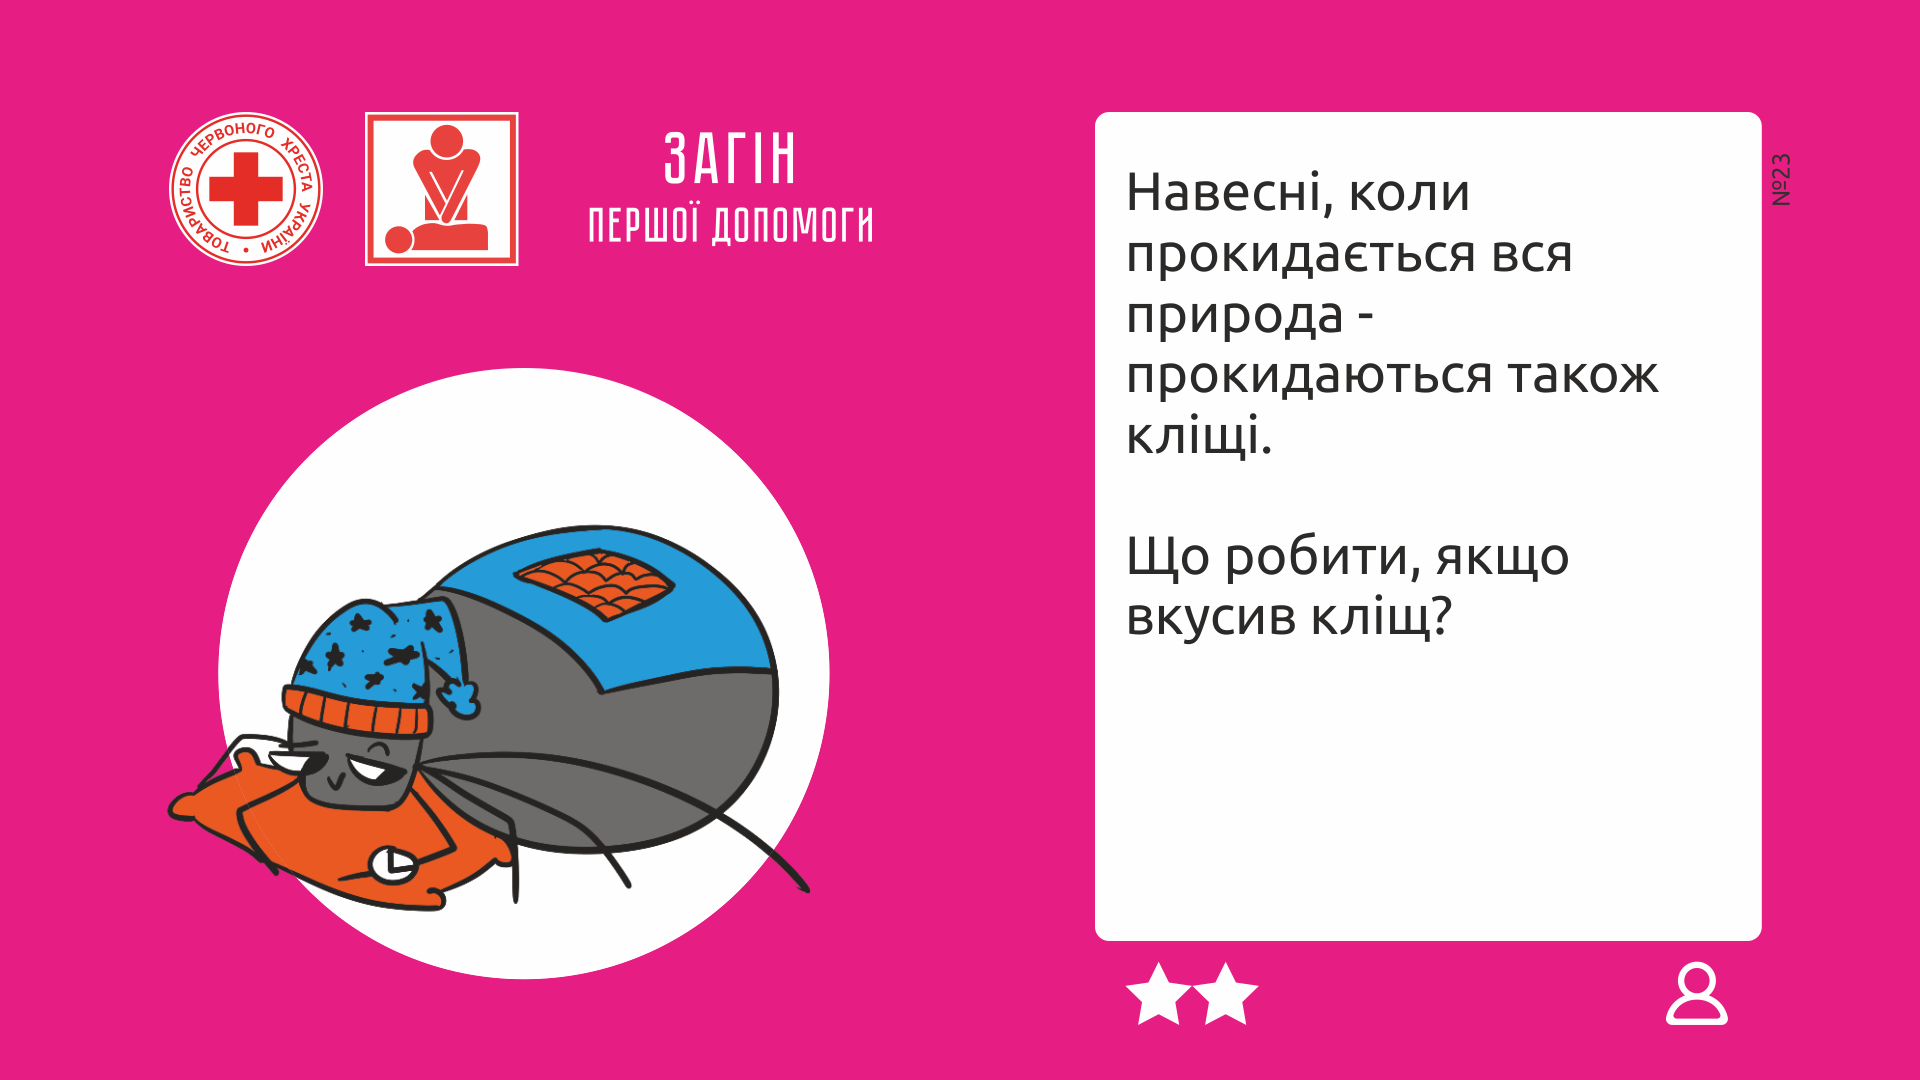 ТОВАРИСТВО ЧЕРВОНОГО ХРЕСТА УКРАЇНИ •
ЗАГІН
ПЕРШОЇ ДОПОМОГИ
Навесні, коли
прокидається вся
природа -
прокидаються також
кліщі.
Що робити, якщо
вкусив кліщ?
№23